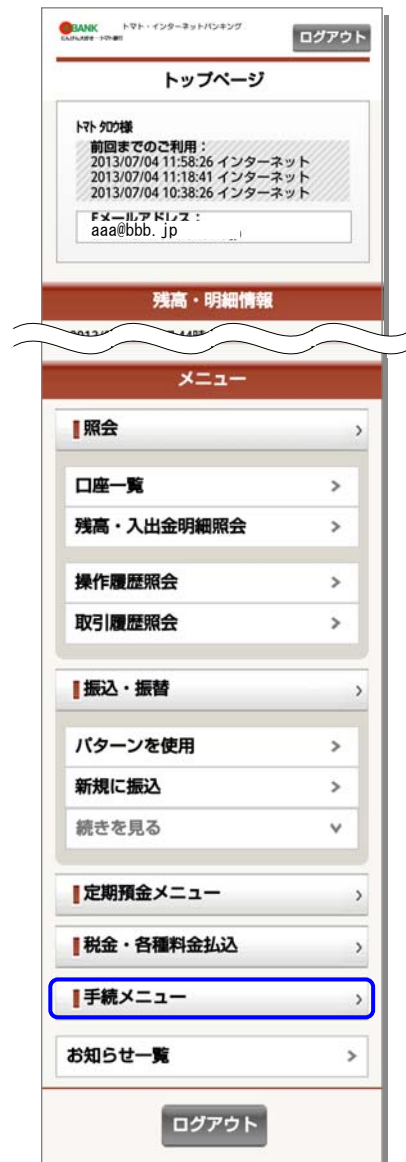 BANK トマト・インターネットバンキング
ログアウト
トップページ
トマト タロウ様
前回までのご利用：
2013/07/04 11:58:26 インターネット
2013/07/04 11:18:41 インターネット
2013/07/04 10:38:26 インターネット
Eメールアドレス：
aaa@bbb.jp
残高・明細情報
メニュー
照会
口座一覧
残高・入出金明細照会
操作履歴照会
取引履歴照会
振込・振替
パターンを使用
新規に振込
続きを見る
定期預金メニュー
税金・各種料金払込
手続メニュー
お知らせ一覧
ログアウト